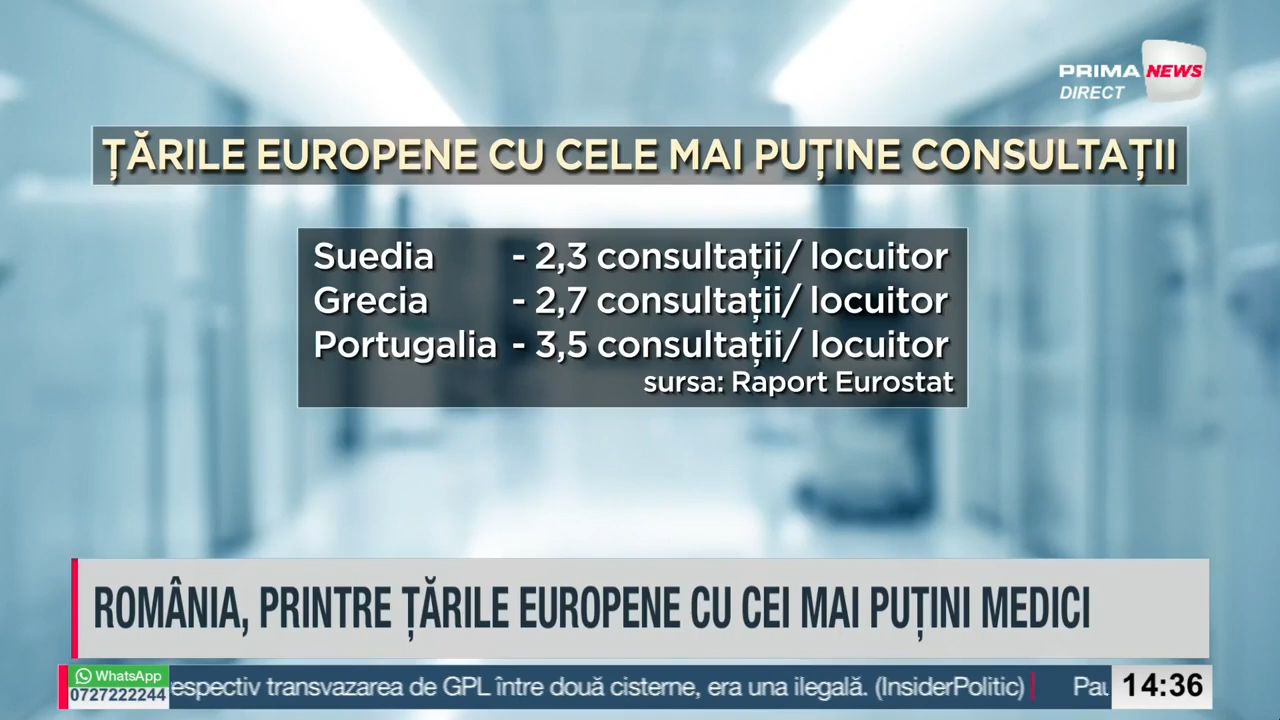 PRIMA NEWS
DIRECT
ȚĂRILE EUROPENE CU CELE MAI PUȚINE CONSULTAȚII
Suedia - 2,3 consultații/ locuitor
Grecia - 2,7 consultații/ locuitor
Portugalia - 3,5 consultații/ locuitor
sursa: Raport Eurostat
ROMÂNIA, PRINTRE ȚĂRILE EUROPENE CU CEI MAI PUȚINI MEDICI
WhatsApp
0727222244
espectiv transvazarea de GPL între două cisterne, era una ilegală. (InsiderPolitic)
14:36